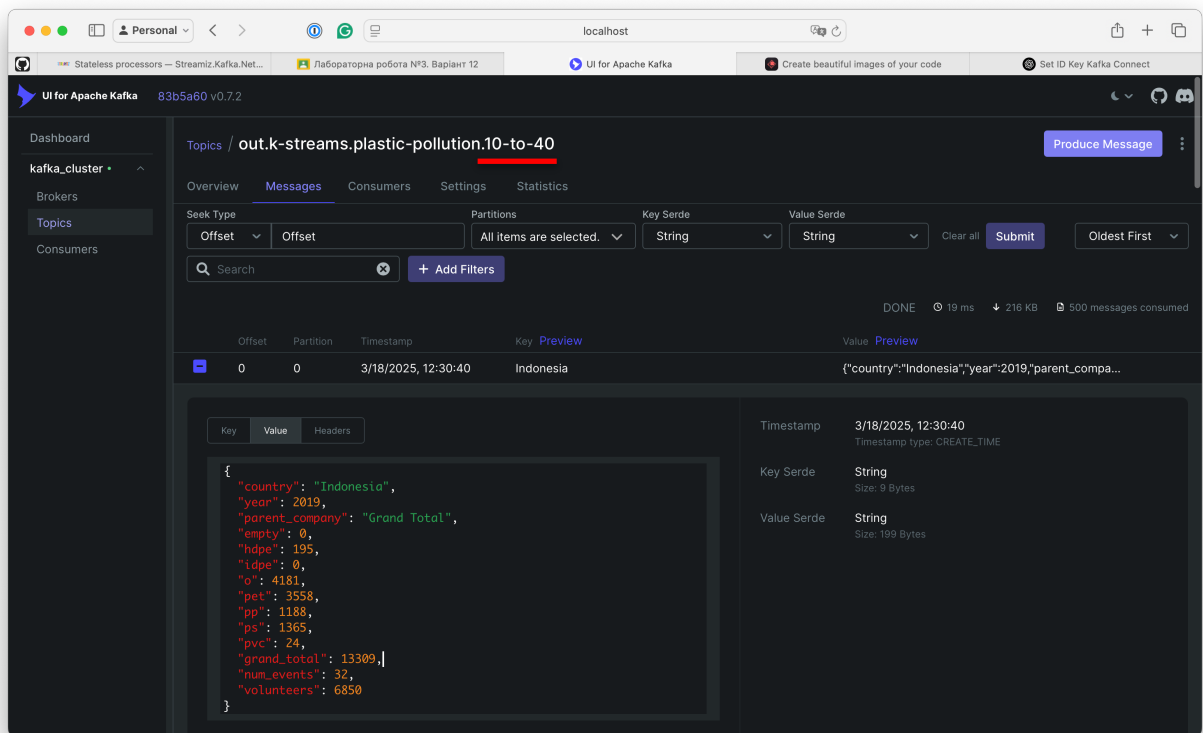 Personal
localhost
Stateless processors — Streamiz.Kafka.Net...
Лабораторна робота №3. Варіант 12
UI for Apache Kafka
Create beautiful images of your code
Set ID Key Kafka Connect
UI for Apache Kafka 83b5a60 v0.7.2
Dashboard
kafka_cluster
Brokers
Topics
Consumers
Topics / out.k-streams.plastic-pollution.10-to-40
Produce Message
Overview Messages Consumers Settings Statistics
Seek Type Partitions Key Serde Value Serde
Offset Offset All items are selected. String String Clear all Submit Oldest First
Search + Add Filters
DONE 19 ms 216 KB 500 messages consumed
Offset Partition Timestamp Key Preview Value Preview
0 0 3/18/2025, 12:30:40 Indonesia {"country":"Indonesia","year":2019,"parent_compa...
Key Value Headers
{
"country": "Indonesia",
"year": 2019,
"parent_company": "Grand Total",
"empty": 0,
"hdpe": 195,
"idpe": 0,
"o": 4181,
"pet": 3558,
"pp": 1188,
"ps": 1365,
"pvc": 24,
"grand_total": 13309,
"num_events": 32,
"volunteers": 6850
}
Timestamp 3/18/2025, 12:30:40
Timestamp type: CREATE_TIME
Key Serde String
Size: 9 Bytes
Value Serde String
Size: 199 Bytes